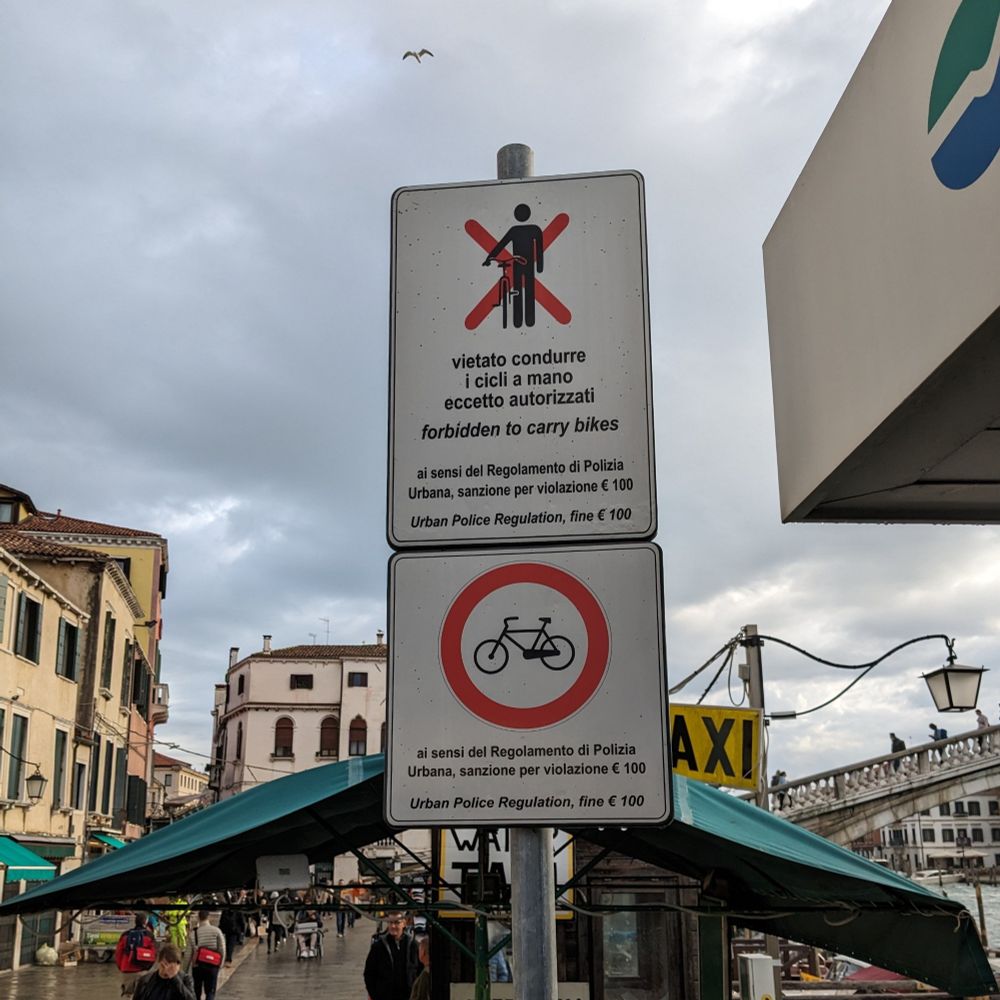 vietato condurre
i cicli a mano
eccetto autorizzati
forbidden to carry bikes
ai sensi del Regolamento di Polizia
Urbana, sanzione per violazione € 100
Urban Police Regulation, fine € 100
ai sensi del Regolamento di Polizia
Urbana, sanzione per violazione € 100
Urban Police Regulation, fine € 100
AXI